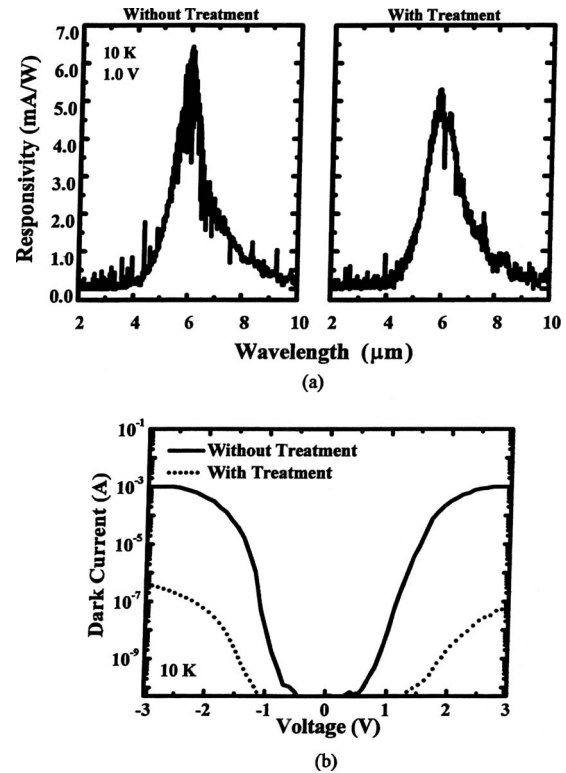 Without Treatment With Treatment
7.0
10 K
1.0 V
6.0
5.0
4.0
3.0
2.0
1.0
0.0
Responsivity (mA/W)
2 4 6 8 10 2 4 6 8 10
Wavelength (μm)
(a)
10⁻¹
10⁻³
10⁻⁵
10⁻⁷
10⁻⁹
Dark Current (A)
Without Treatment
With Treatment
10 K
-3 -2 -1 0 1 2 3
Voltage (V)
(b)